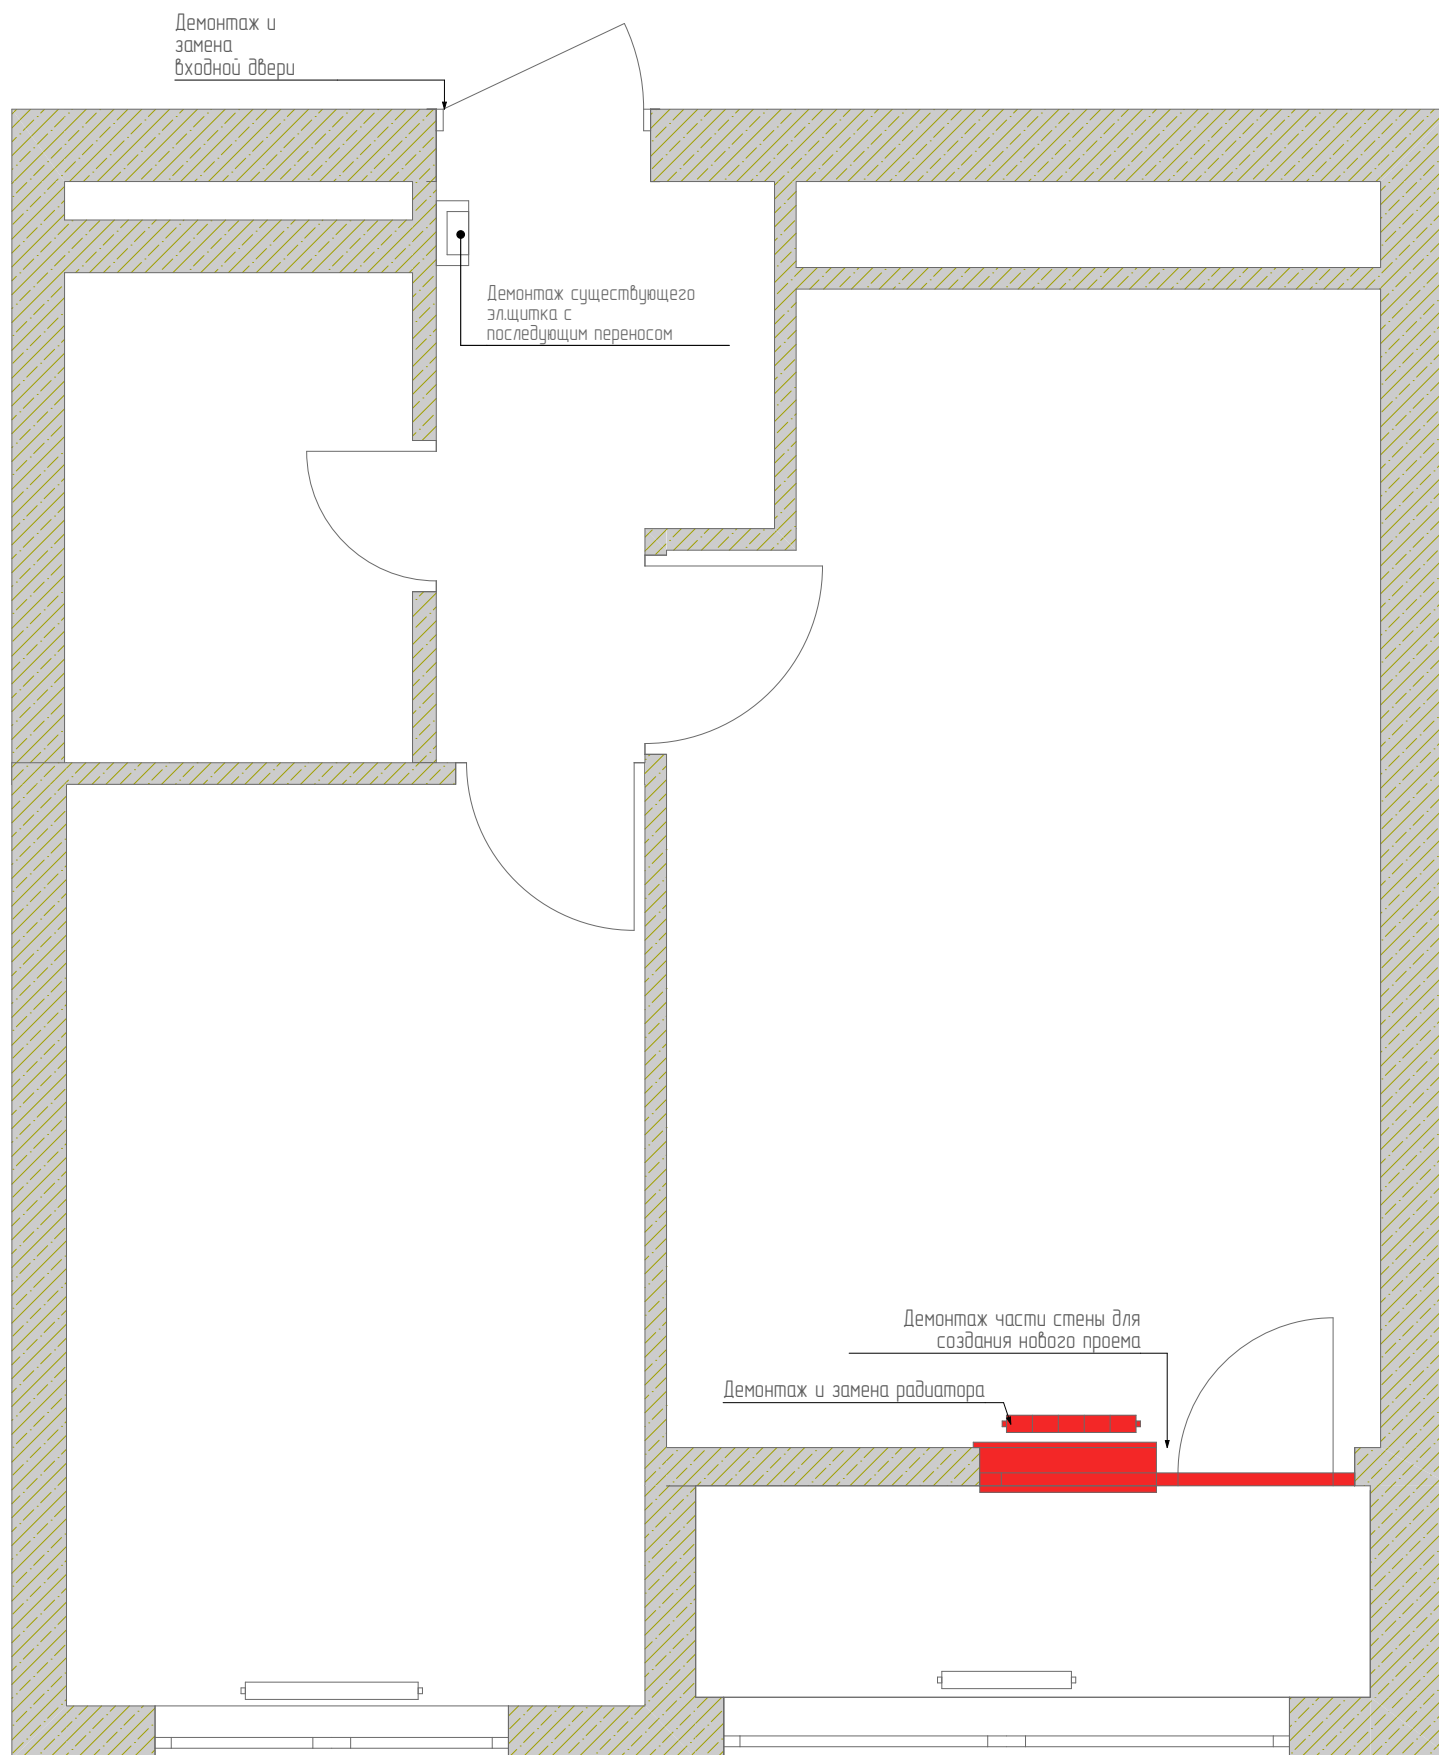 Демонтаж и
замена
входной двери
Демонтаж существующего
эл.щитка с
последующим переносом
Демонтаж части стены для
создания нового проема
Демонтаж и замена радиатора